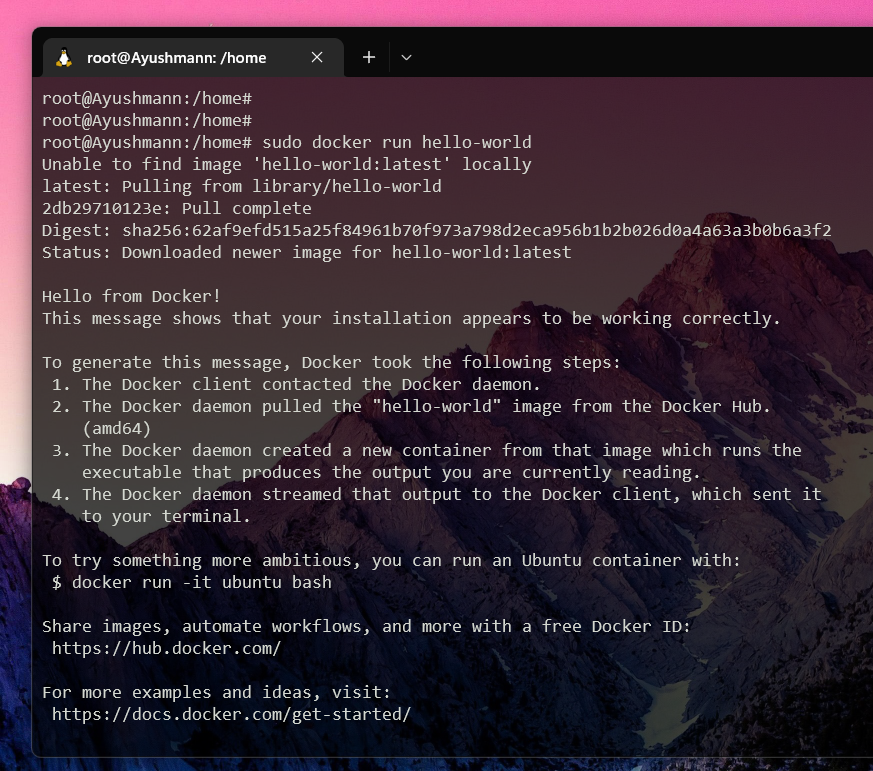 root@Ayushmann: /home
root@Ayushmann:/home#
root@Ayushmann:/home#
root@Ayushmann:/home# sudo docker run hello-world
Unable to find image 'hello-world:latest' locally
latest: Pulling from library/hello-world
2db29710123e: Pull complete
Digest: sha256:62af9efd515a25f84961b70f973a798d2eca956b1b2b026d0a4a63a3b0b6a3f2
Status: Downloaded newer image for hello-world:latest
Hello from Docker!
This message shows that your installation appears to be working correctly.
To generate this message, Docker took the following steps:
1. The Docker client contacted the Docker daemon.
2. The Docker daemon pulled the "hello-world" image from the Docker Hub.
(amd64)
3. The Docker daemon created a new container from that image which runs the
executable that produces the output you are currently reading.
4. The Docker daemon streamed that output to the Docker client, which sent it
to your terminal.
To try something more ambitious, you can run an Ubuntu container with:
$ docker run -it ubuntu bash
Share images, automate workflows, and more with a free Docker ID:
https://hub.docker.com/
For more examples and ideas, visit:
https://docs.docker.com/get-started/